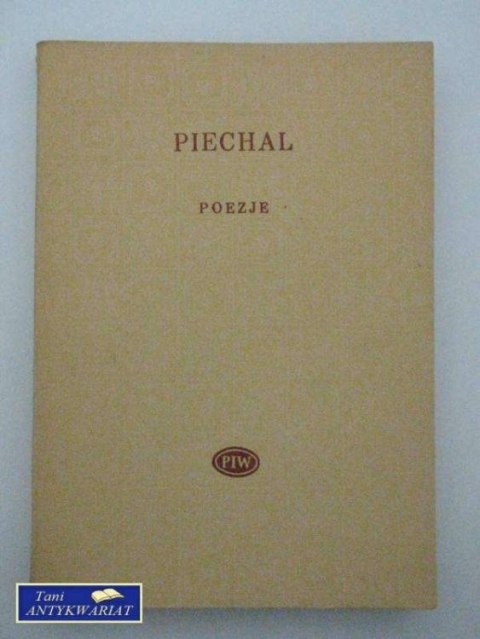 PIECHAL
POEZJE
PIW
Tani
ANTYKWARIAT